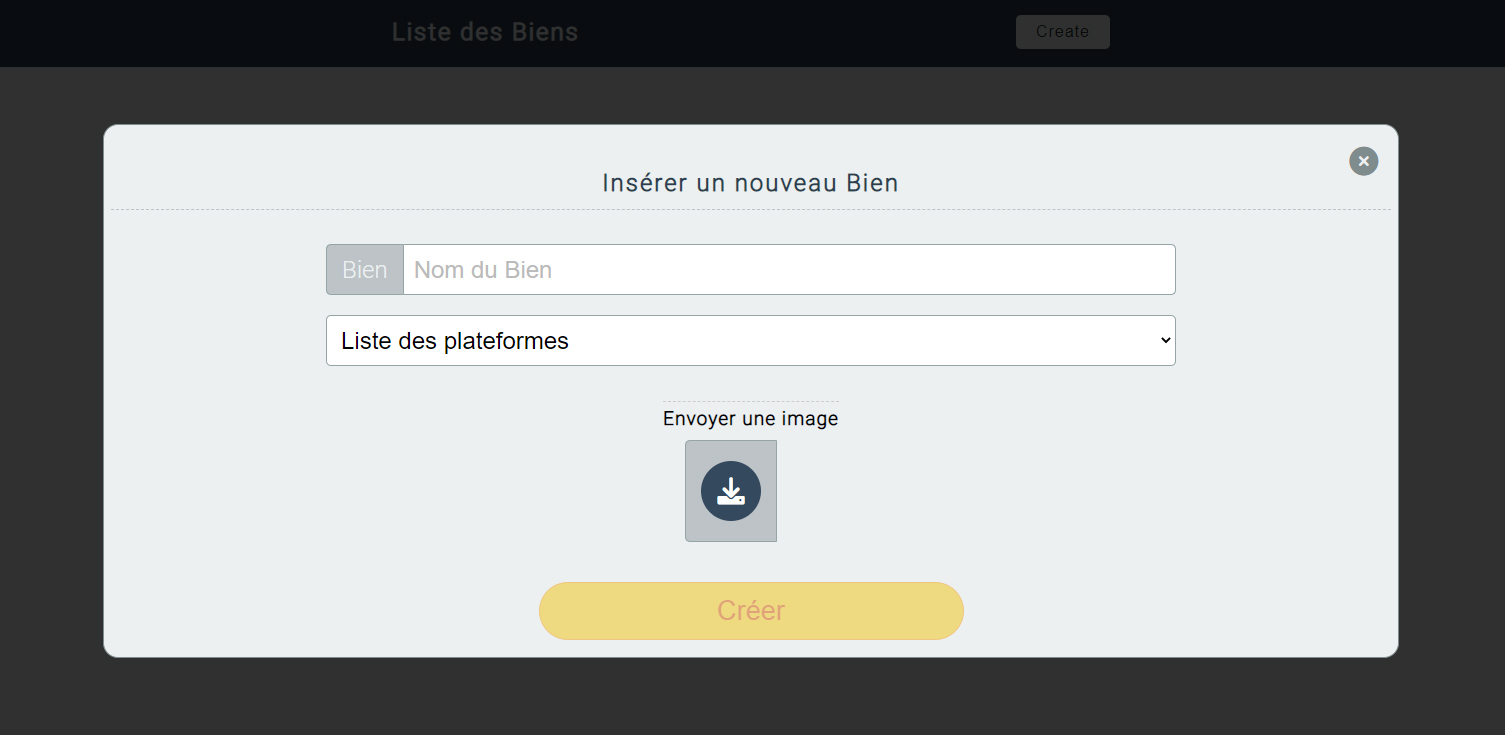 Liste des Biens
Create
Insérer un nouveau Bien
Bien
Nom du Bien
Liste des plateformes
Envoyer une image
Créer